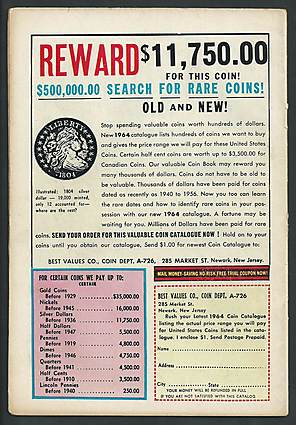 REWARD $11,750.00
FOR THIS COIN!
$500,000.00 SEARCH FOR RARE COINS!
OLD AND NEW!
LIBERTY
1804
Illustrated: 1804 silver
dollar — 19,000 minted,
only 12 accounted for—
where are the rest?
Stop spending valuable coins worth hundreds of dollars.
New 1964 catalogue lists hundreds of coins we want to buy
and gives the price range we will pay for these United States
Coins. Certain half cent coins are worth up to $3,500.00 for
Canadian Coins. Our valuable Coin Book may reward you
many thousands of dollars. Coins do not have to be old to
be valuable. Thousands of dollars have been paid for coins
dated as recently as 1940 to 1956. Now you too can learn
the rare dates and how to identify rare coins in your pos-
session with our new 1964 catalogue. A fortune may be
waiting for you. Millions of Dollars have been paid for rare
coins. SEND YOUR ORDER FOR THIS VALUABLE COIN CATALOGUE NOW! Hold on to your
coins until you obtain our catalogue. Send $1.00 for newest Coin Catalogue to:
BEST VALUES CO., COIN DEPT. A-726, 285 MARKET ST. Newark, New Jersey.
FOR CERTAIN COINS WE PAY UP TO:
CERTAIN
Gold Coins
Before 1929 $35,000.00
Nickels
Before 1945 16,000.00
Silver Dollars
Before 1936 11,750.00
Half Dollars
Before 1947 5,500.00
Pennies
Before 1919 4,800.00
Dimes
Before 1946 4,750.00
Quarters
Before 1941 4,500.00
Half Cents
Before 1910 3,500.00
Lincoln Pennies
Before 1940 250.00
MAIL MONEY-SAVING NO RISK FREE TRIAL COUPON NOW!
BEST VALUES CO., COIN DEPT. A-726
285 Market St.
Newark, New Jersey
Rush your Latest 1964 Coin Catalogue
listing the actual price range you will pay
for United States Coins listed in the cata-
logue. I enclose $1. Send Postage Prepaid.
Name
Address
City State
YOUR MONEY WILL BE REFUNDED IN FULL
IF YOU ARE NOT SATISFIED WITH THIS CATALOG